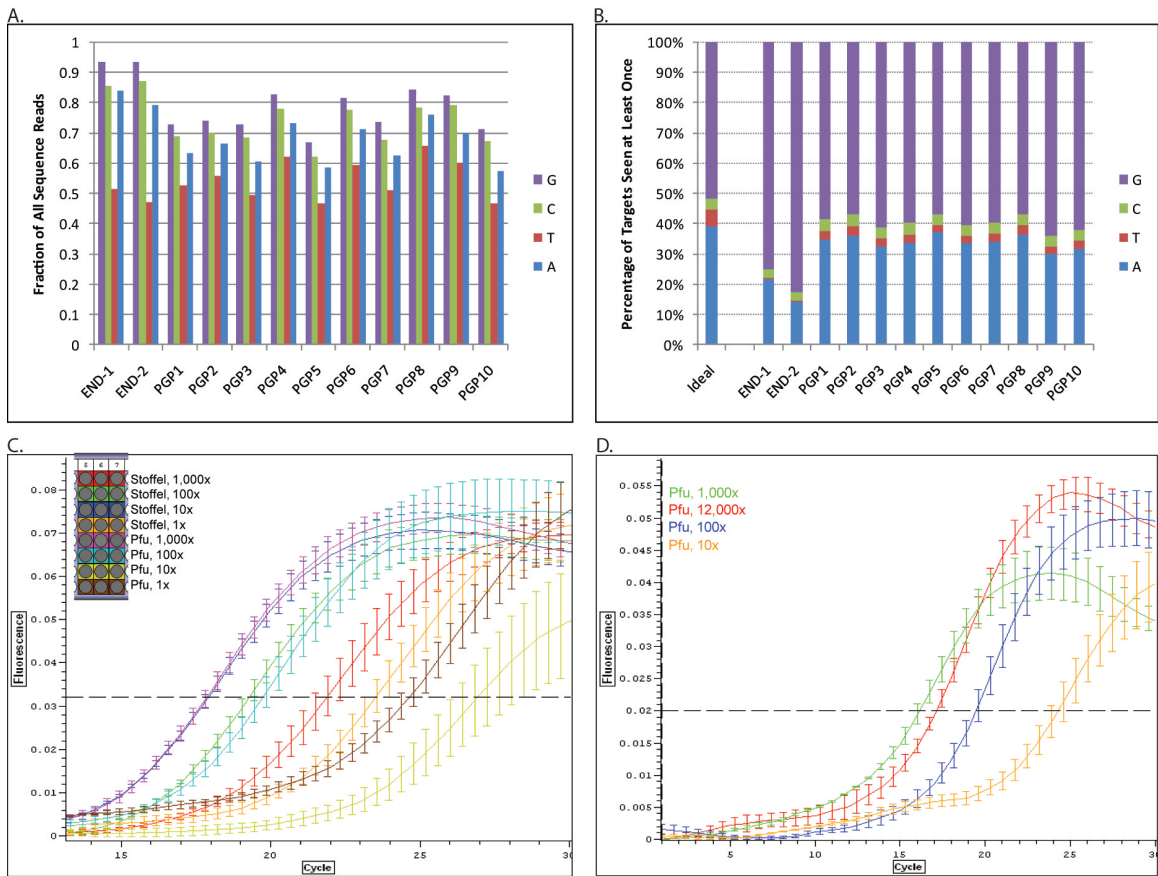 A.
1
0.9
0.8
0.7
0.6
0.5
0.4
0.3
0.2
0.1
0
Fraction of All Sequence Reads
END-1
END-2
PGP1
PGP2
PGP3
PGP4
PGP5
PGP6
PGP7
PGP8
PGP9
PGP10
G
C
T
A
B.
100%
90%
80%
70%
60%
50%
40%
30%
20%
10%
0%
Percentage of Targets Seen at Least Once
Ideal
END-1
END-2
PGP1
PGP2
PGP3
PGP4
PGP5
PGP6
PGP7
PGP8
PGP9
PGP10
G
C
T
A
C.
5 6 7
Stoffel, 1,000x
Stoffel, 100x
Stoffel, 10x
Stoffel, 1x
Pfu, 1,000x
Pfu, 100x
Pfu, 10x
Pfu, 1x
0.08
0.07
0.06
0.05
0.04
0.03
0.02
0.01
0
Fluorescence
15
20
25
30
Cycle
D.
Pfu, 1,000x
Pfu, 12,000x
Pfu, 100x
Pfu, 10x
0.055
0.05
0.045
0.04
0.035
0.03
0.025
0.02
0.015
0.01
0.005
0
Fluorescence
5
10
15
20
25
30
Cycle